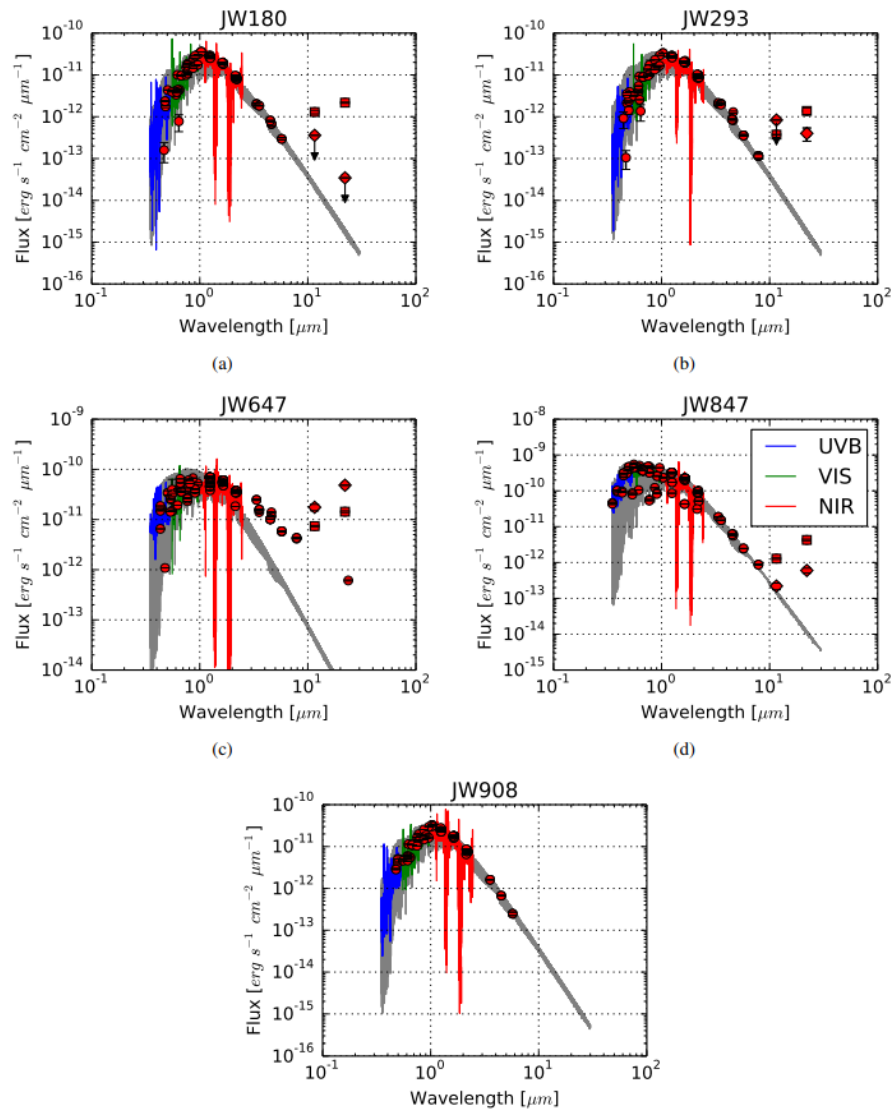 JW180
10^{-10}
10^{-11}
10^{-12}
10^{-13}
10^{-14}
10^{-15}
10^{-16}
Flux [erg s^{-1} cm^{-2} μm^{-1}]
10^{-1} 10^{0} 10^{1} 10^{2}
Wavelength [μm]
(a)
JW293
10^{-10}
10^{-11}
10^{-12}
10^{-13}
10^{-14}
10^{-15}
10^{-16}
Flux [erg s^{-1} cm^{-2} μm^{-1}]
10^{-1} 10^{0} 10^{1} 10^{2}
Wavelength [μm]
(b)
JW647
10^{-9}
10^{-10}
10^{-11}
10^{-12}
10^{-13}
10^{-14}
Flux [erg s^{-1} cm^{-2} μm^{-1}]
10^{-1} 10^{0} 10^{1} 10^{2}
Wavelength [μm]
(c)
JW847
10^{-8}
10^{-9}
10^{-10}
10^{-11}
10^{-12}
10^{-13}
10^{-14}
10^{-15}
Flux [erg s^{-1} cm^{-2} μm^{-1}]
UVB
VIS
NIR
10^{-1} 10^{0} 10^{1} 10^{2}
Wavelength [μm]
(d)
JW908
10^{-10}
10^{-11}
10^{-12}
10^{-13}
10^{-14}
10^{-15}
10^{-16}
Flux [erg s^{-1} cm^{-2} μm^{-1}]
10^{-1} 10^{0} 10^{1} 10^{2}
Wavelength [μm]